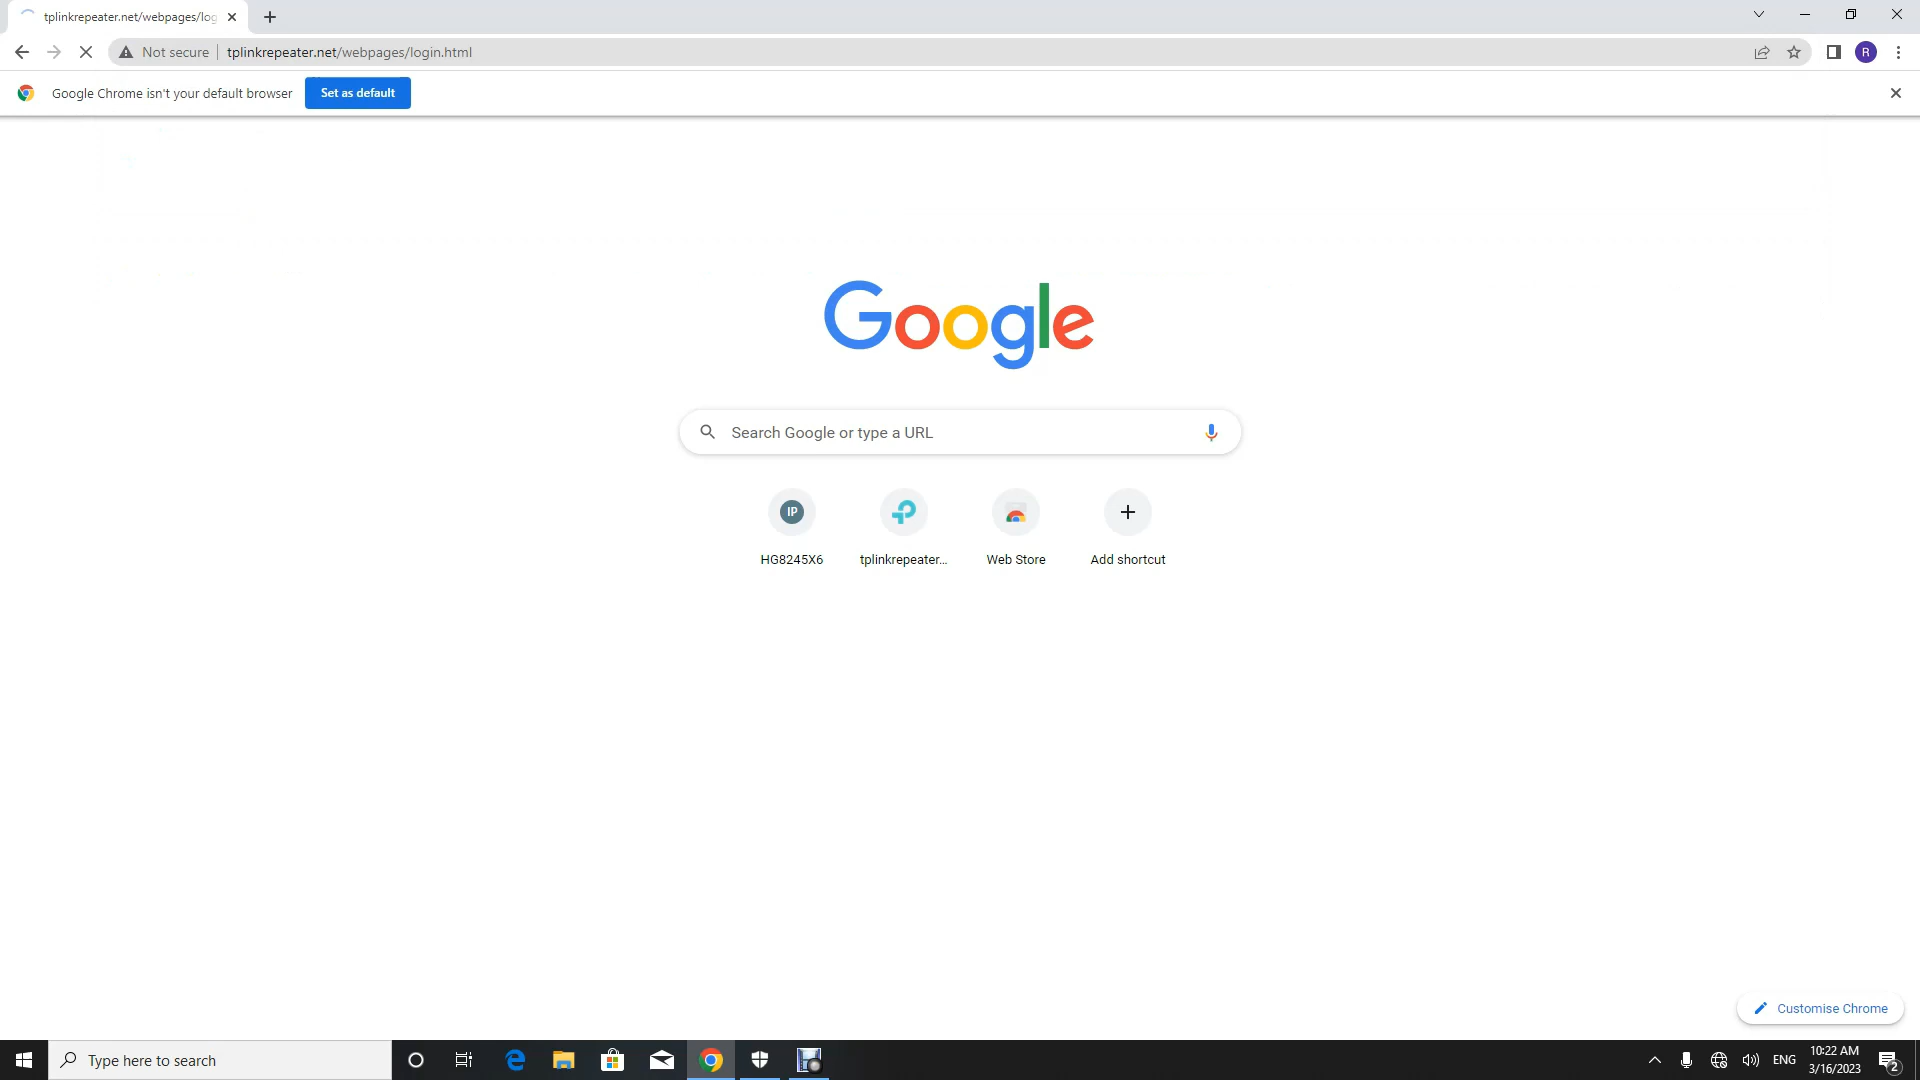 tplinkrepeater.net/webpages/log
Not secure
tplinkrepeater.net/webpages/login.html
R
Google Chrome isn't your default browser
Set as default
Google
Search Google or type a URL
IP
HG8245X6
tplinkrepeater...
Web Store
Add shortcut
Customise Chrome
Type here to search
ENG
10:22 AM
3/16/2023
2